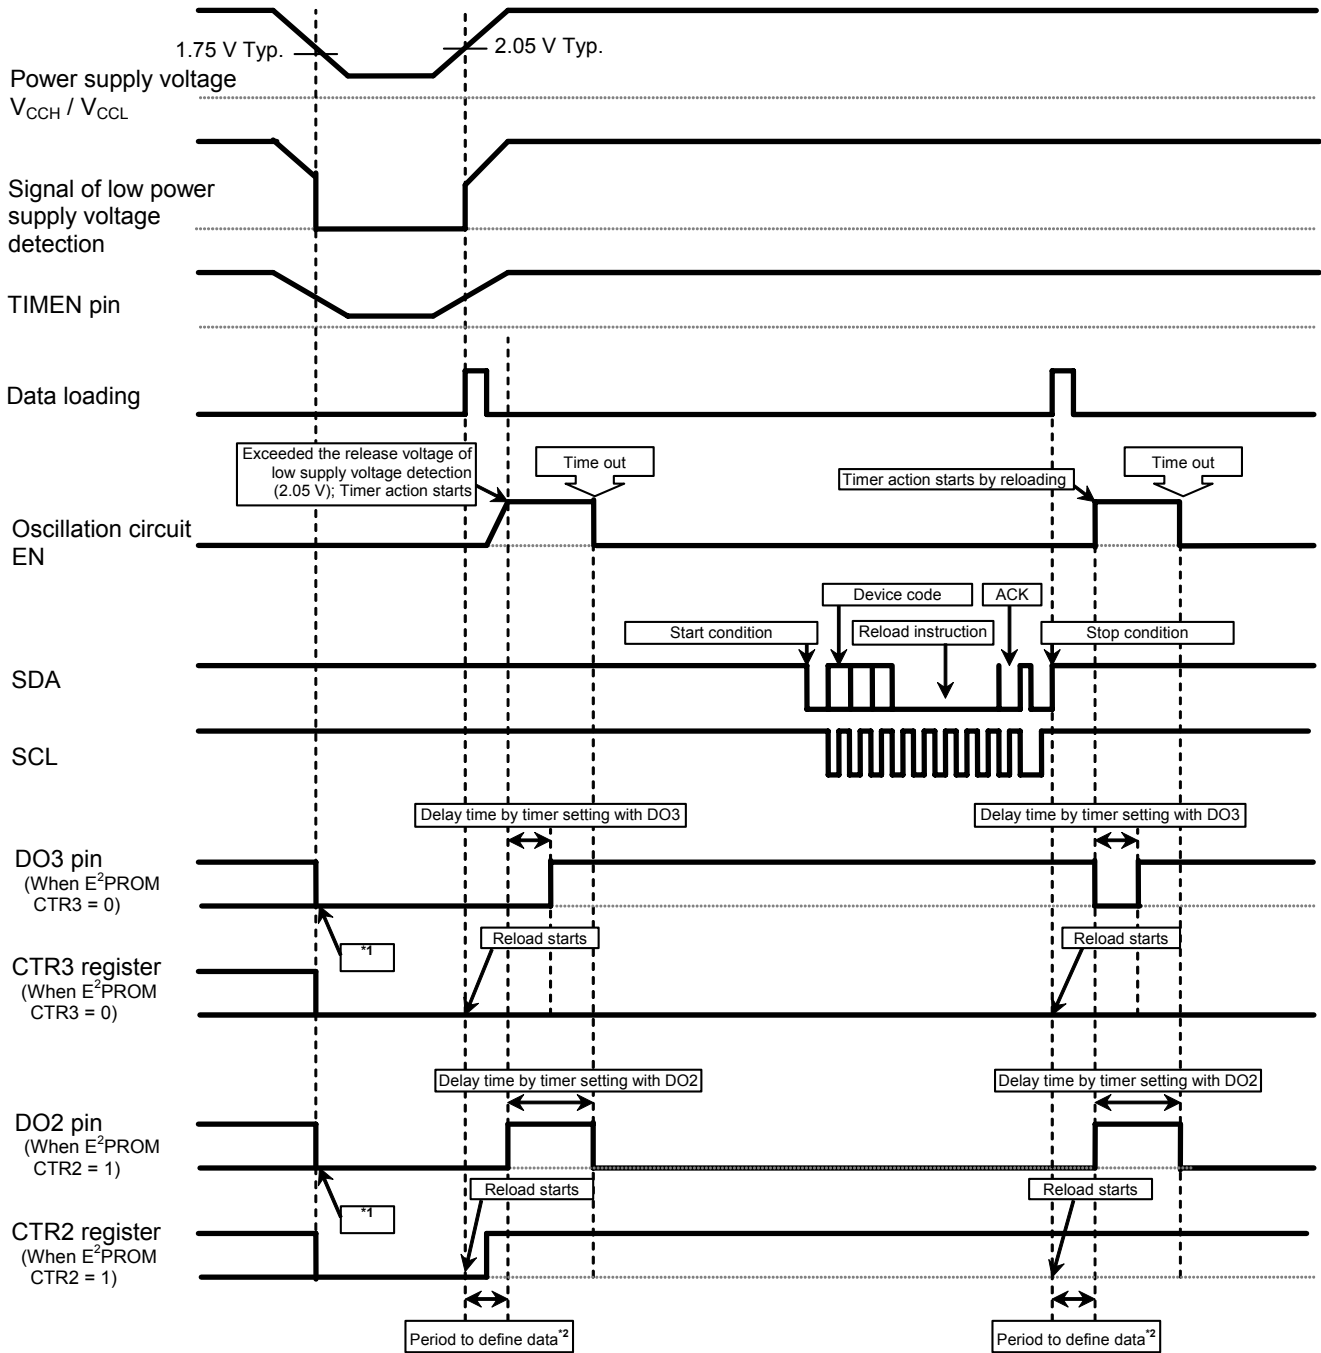 1.75 V Typ.
2.05 V Typ.
Power supply voltage
VCCH / VCCL
Signal of low power
supply voltage
detection
TIMEN pin
Data loading
Exceeded the release voltage of
low supply voltage detection
(2.05 V); Timer action starts
Time out
Timer action starts by reloading
Time out
Oscillation circuit
EN
Device code
ACK
Start condition
Reload instruction
Stop condition
SDA
SCL
Delay time by timer setting with DO3
Delay time by timer setting with DO3
DO3 pin
(When E²PROM
CTR3 = 0)
*1
Reload starts
Reload starts
CTR3 register
(When E²PROM
CTR3 = 0)
Delay time by timer setting with DO2
Delay time by timer setting with DO2
DO2 pin
(When E²PROM
CTR2 = 1)
*1
Reload starts
Reload starts
CTR2 register
(When E²PROM
CTR2 = 1)
Period to define data*2
Period to define data*2